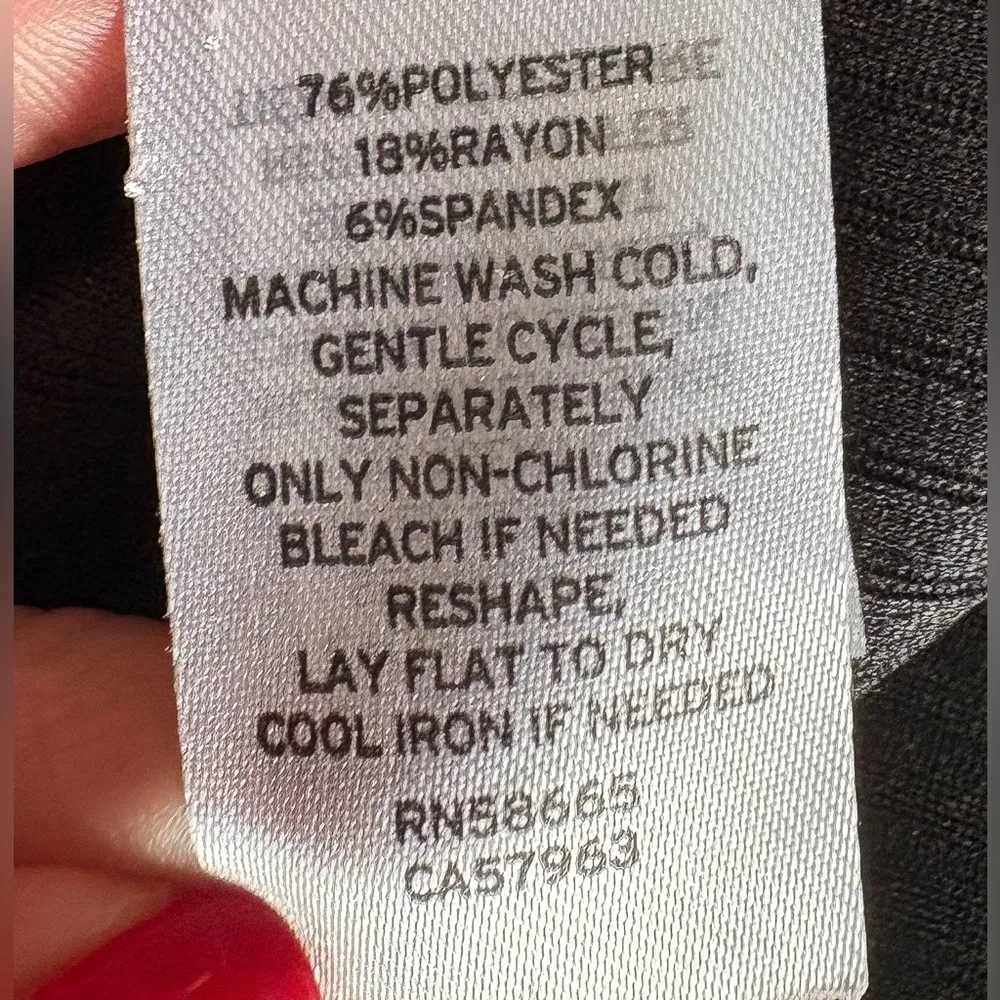 76%POLYESTER
18%RAYON
6%SPANDEX
MACHINE WASH COLD,
GENTLE CYCLE,
SEPARATELY
ONLY NON-CHLORINE
BLEACH IF NEEDED
RESHAPE,
LAY FLAT TO DRY
COOL IRON IF NEEDED
RN58665
CA57963